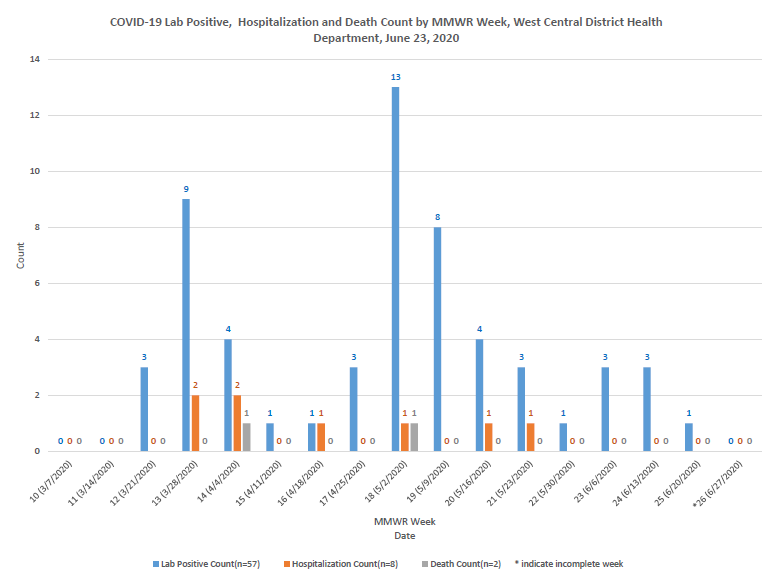 COVID-19 Lab Positive, Hospitalization and Death Count by MMWR Week, West Central District Health
Department, June 23, 2020
14
12
10
8
6
4
2
0
Count
0 0 0
0 0 0
3 0 0
9 2 0
4 2 1
1 0 0
1 1 0
3 0 0
13 1 1
8 0 0
4 1 0
3 1 0
1 0 0
3 0 0
3 0 0
1 0 0
0 0 0
10 (3/7/2020)
11 (3/14/2020)
12 (3/21/2020)
13 (3/28/2020)
14 (4/4/2020)
15 (4/11/2020)
16 (4/18/2020)
17 (4/25/2020)
18 (5/2/2020)
19 (5/9/2020)
20 (5/16/2020)
21 (5/23/2020)
22 (5/30/2020)
23 (6/6/2020)
24 (6/13/2020)
25 (6/20/2020)
*26 (6/27/2020)
MMWR Week
Date
Lab Positive Count(n=57) Hospitalization Count(n=8) Death Count(n=2) * indicate incomplete week